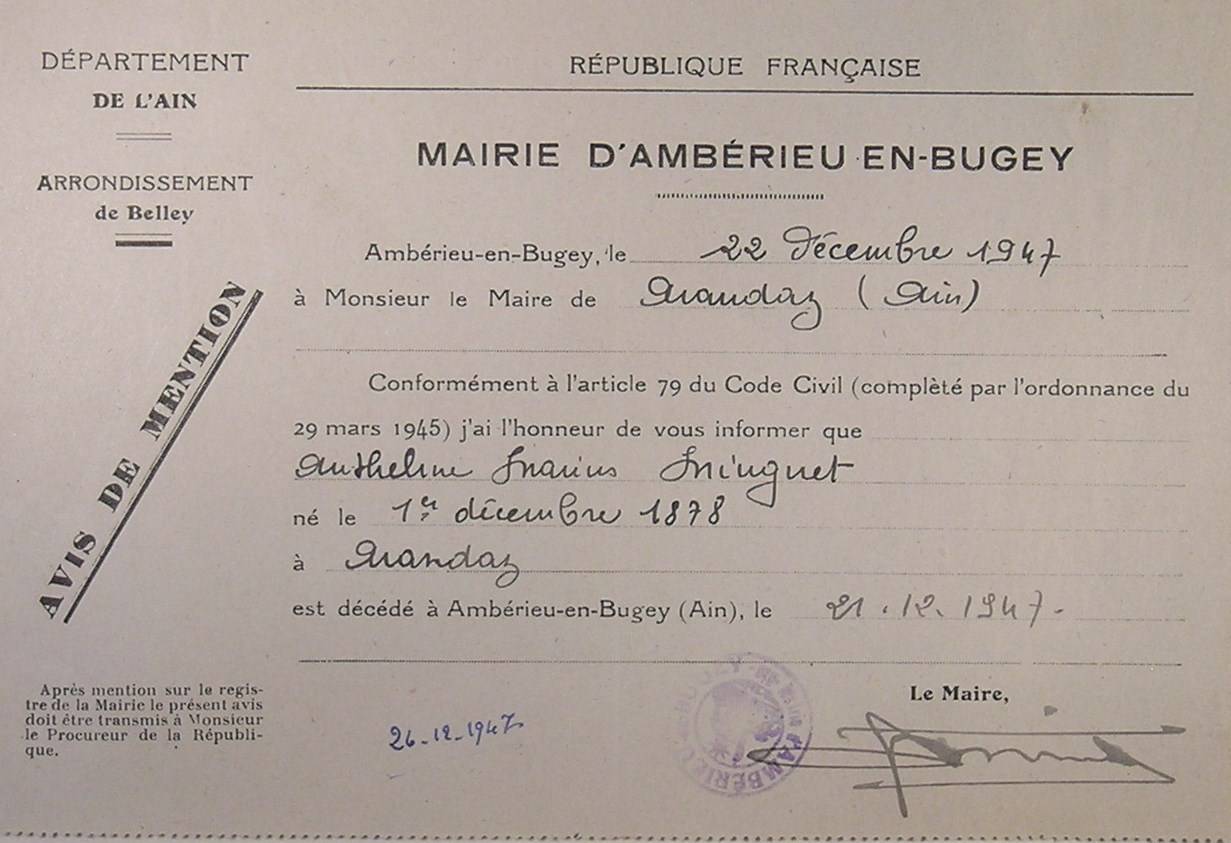 DÉPARTEMENT
DE L'AIN
ARRONDISSEMENT
de Belley
AVIS DE MENTION
Après mention sur le regis-
tre de la Mairie le présent avis
doit être transmis à Monsieur
le Procureur de la Républi-
que.
RÉPUBLIQUE FRANÇAISE
MAIRIE D'AMBÉRIEU-EN-BUGEY
Ambérieu-en-Bugey, le 22 Décembre 1947
à Monsieur le Maire de Arandaz (Ain)
Conformément à l'article 79 du Code Civil (complèté par l'ordonnance du
29 mars 1945) j'ai l'honneur de vous informer que
Anthelme Marius Minguet
né le 1er décembre 1878
à Arandaz
est décédé à Ambérieu-en-Bugey (Ain), le 21.12.1947.
Le Maire,
26-12-1947